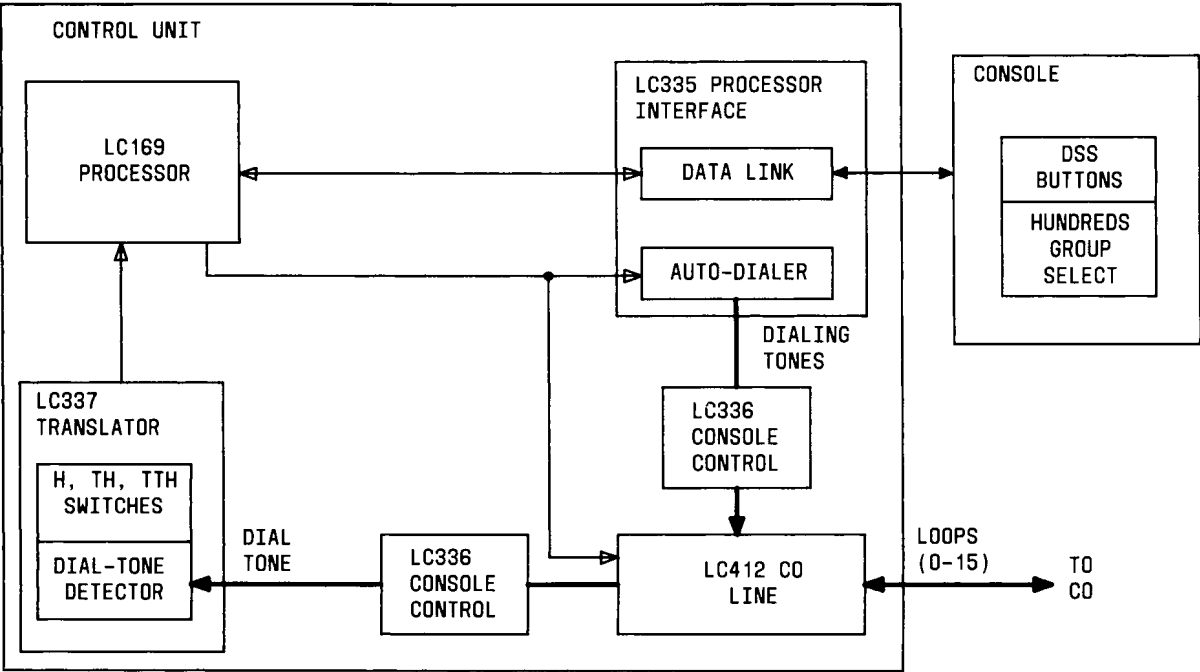 CONTROL UNIT
LC169
PROCESSOR
LC335 PROCESSOR
INTERFACE
DATA LINK
AUTO-DIALER
CONSOLE
DSS
BUTTONS
HUNDREDS
GROUP
SELECT
DIALING
TONES
LC336
CONSOLE
CONTROL
LC337
TRANSLATOR
H, TH, TTH
SWITCHES
DIAL-TONE
DETECTOR
DIAL
TONE
LC336
CONSOLE
CONTROL
LC412 CO
LINE
LOOPS
(0-15)
TO
CO